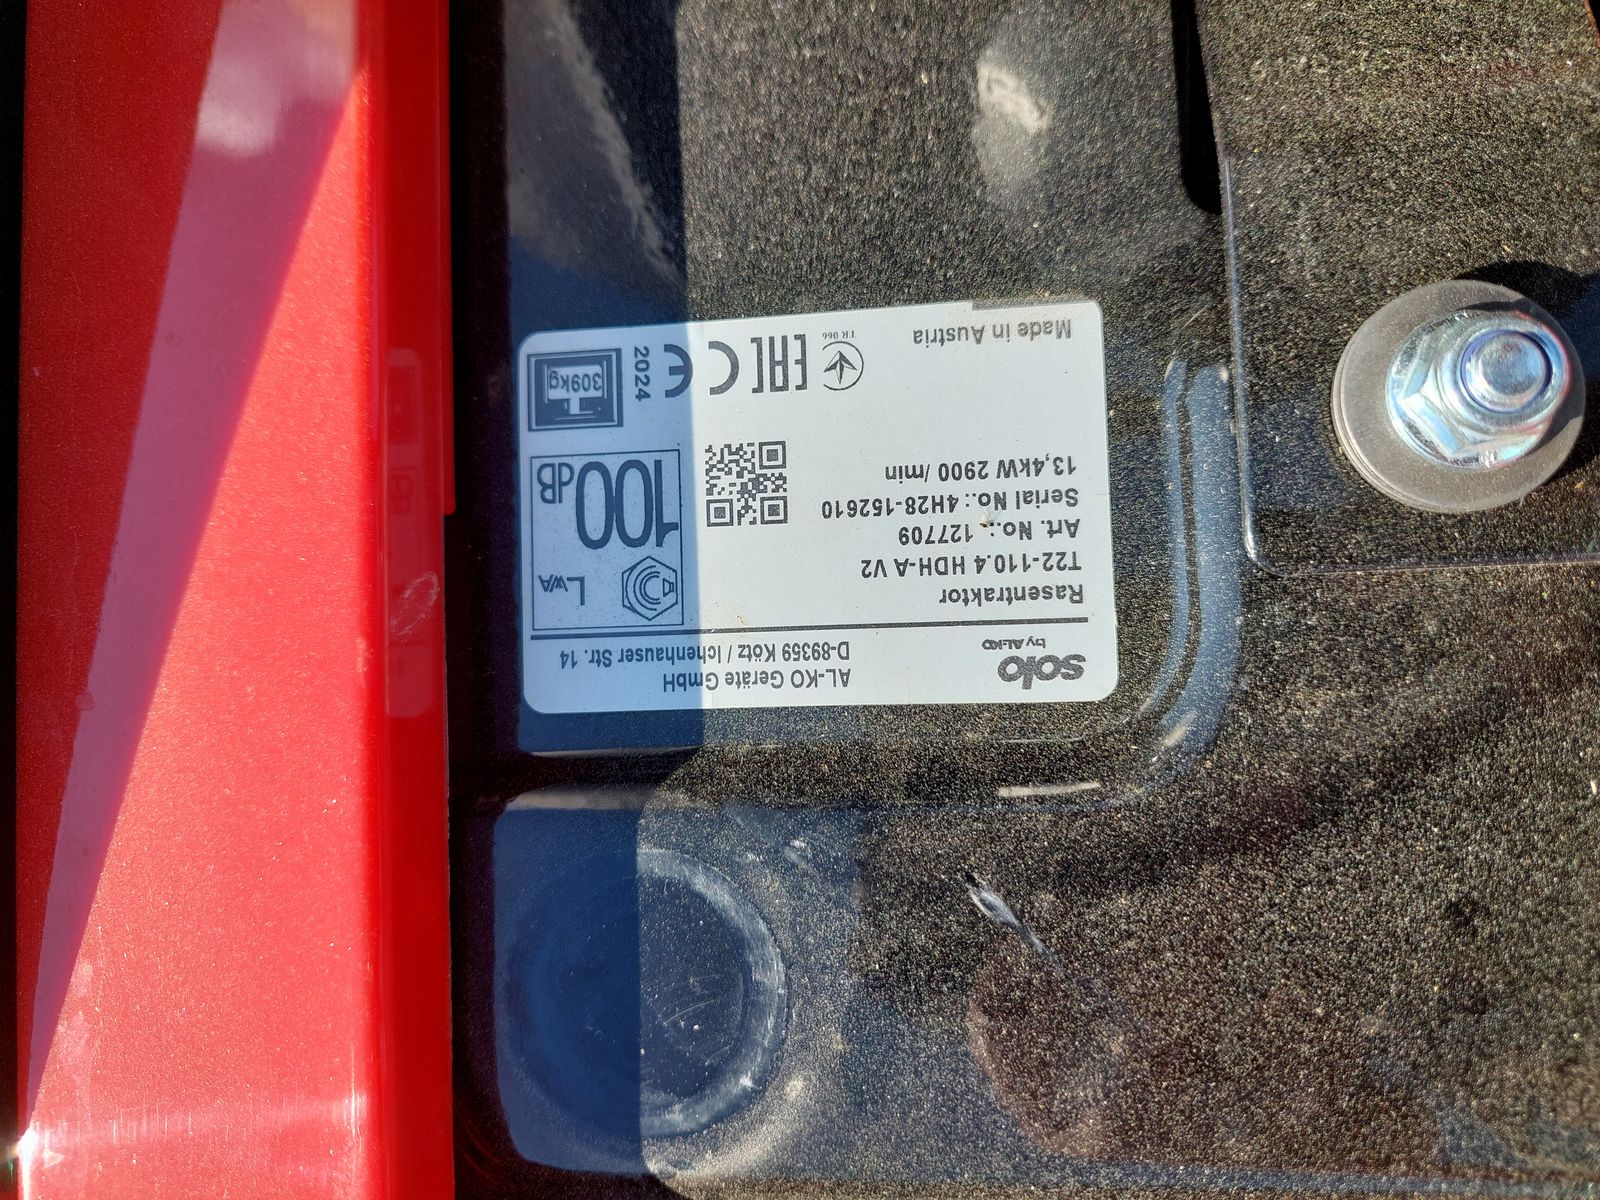 solo
by AL-KO
AL-KO Geräte GmbH
D-89359 Kötz / Ichenhauser Str. 14
Rasentraktor
T22-110.4 HDH-A V2
Art. No.: 127709
Serial No.: 4H28-152610
13,4kW 2900 /min
LWA
100dB
Made in Austria
TR 066
EAC
CE
2024
309kg